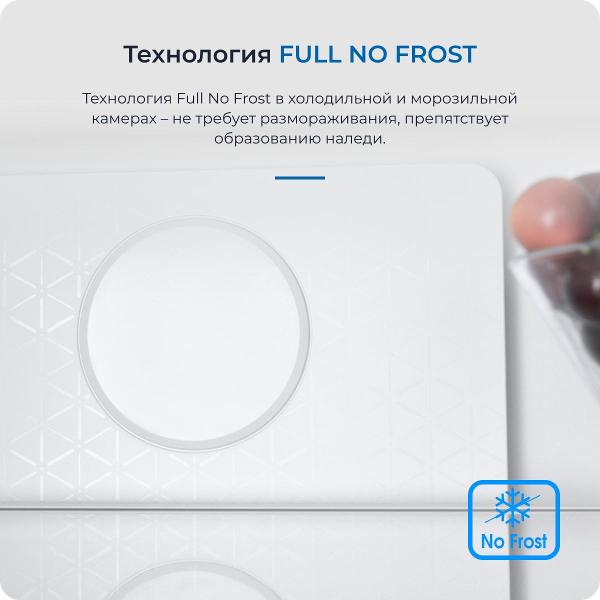 Технология FULL NO FROST
Технология Full No Frost в холодильной и морозильной
камерах – не требует размораживания, препятствует
образованию наледи.
No Frost